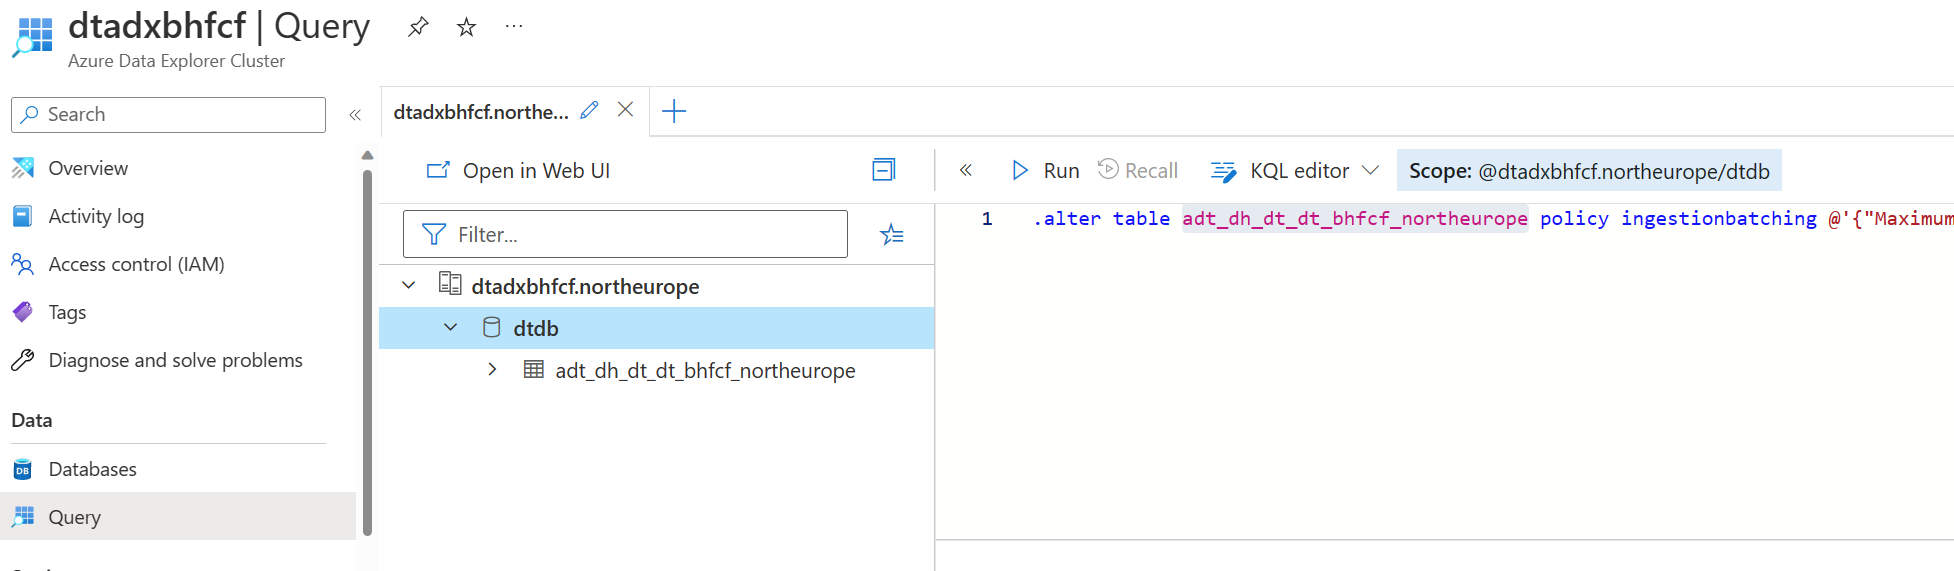 dtadxbhfcf | Query
Azure Data Explorer Cluster
Search
Overview
Activity log
Access control (IAM)
Tags
Diagnose and solve problems
Data
Databases
Query
dtadxbhfcf.northe...
Open in Web UI
Filter...
dtadxbhfcf.northeurope
dtdb
adt_dh_dt_dt_bhfcf_northeurope
Run
Recall
KQL editor
Scope: @dtadxbhfcf.northeurope/dtdb
1 .alter table adt_dh_dt_dt_bhfcf_northeurope policy ingestionbatching @'{"Maximum